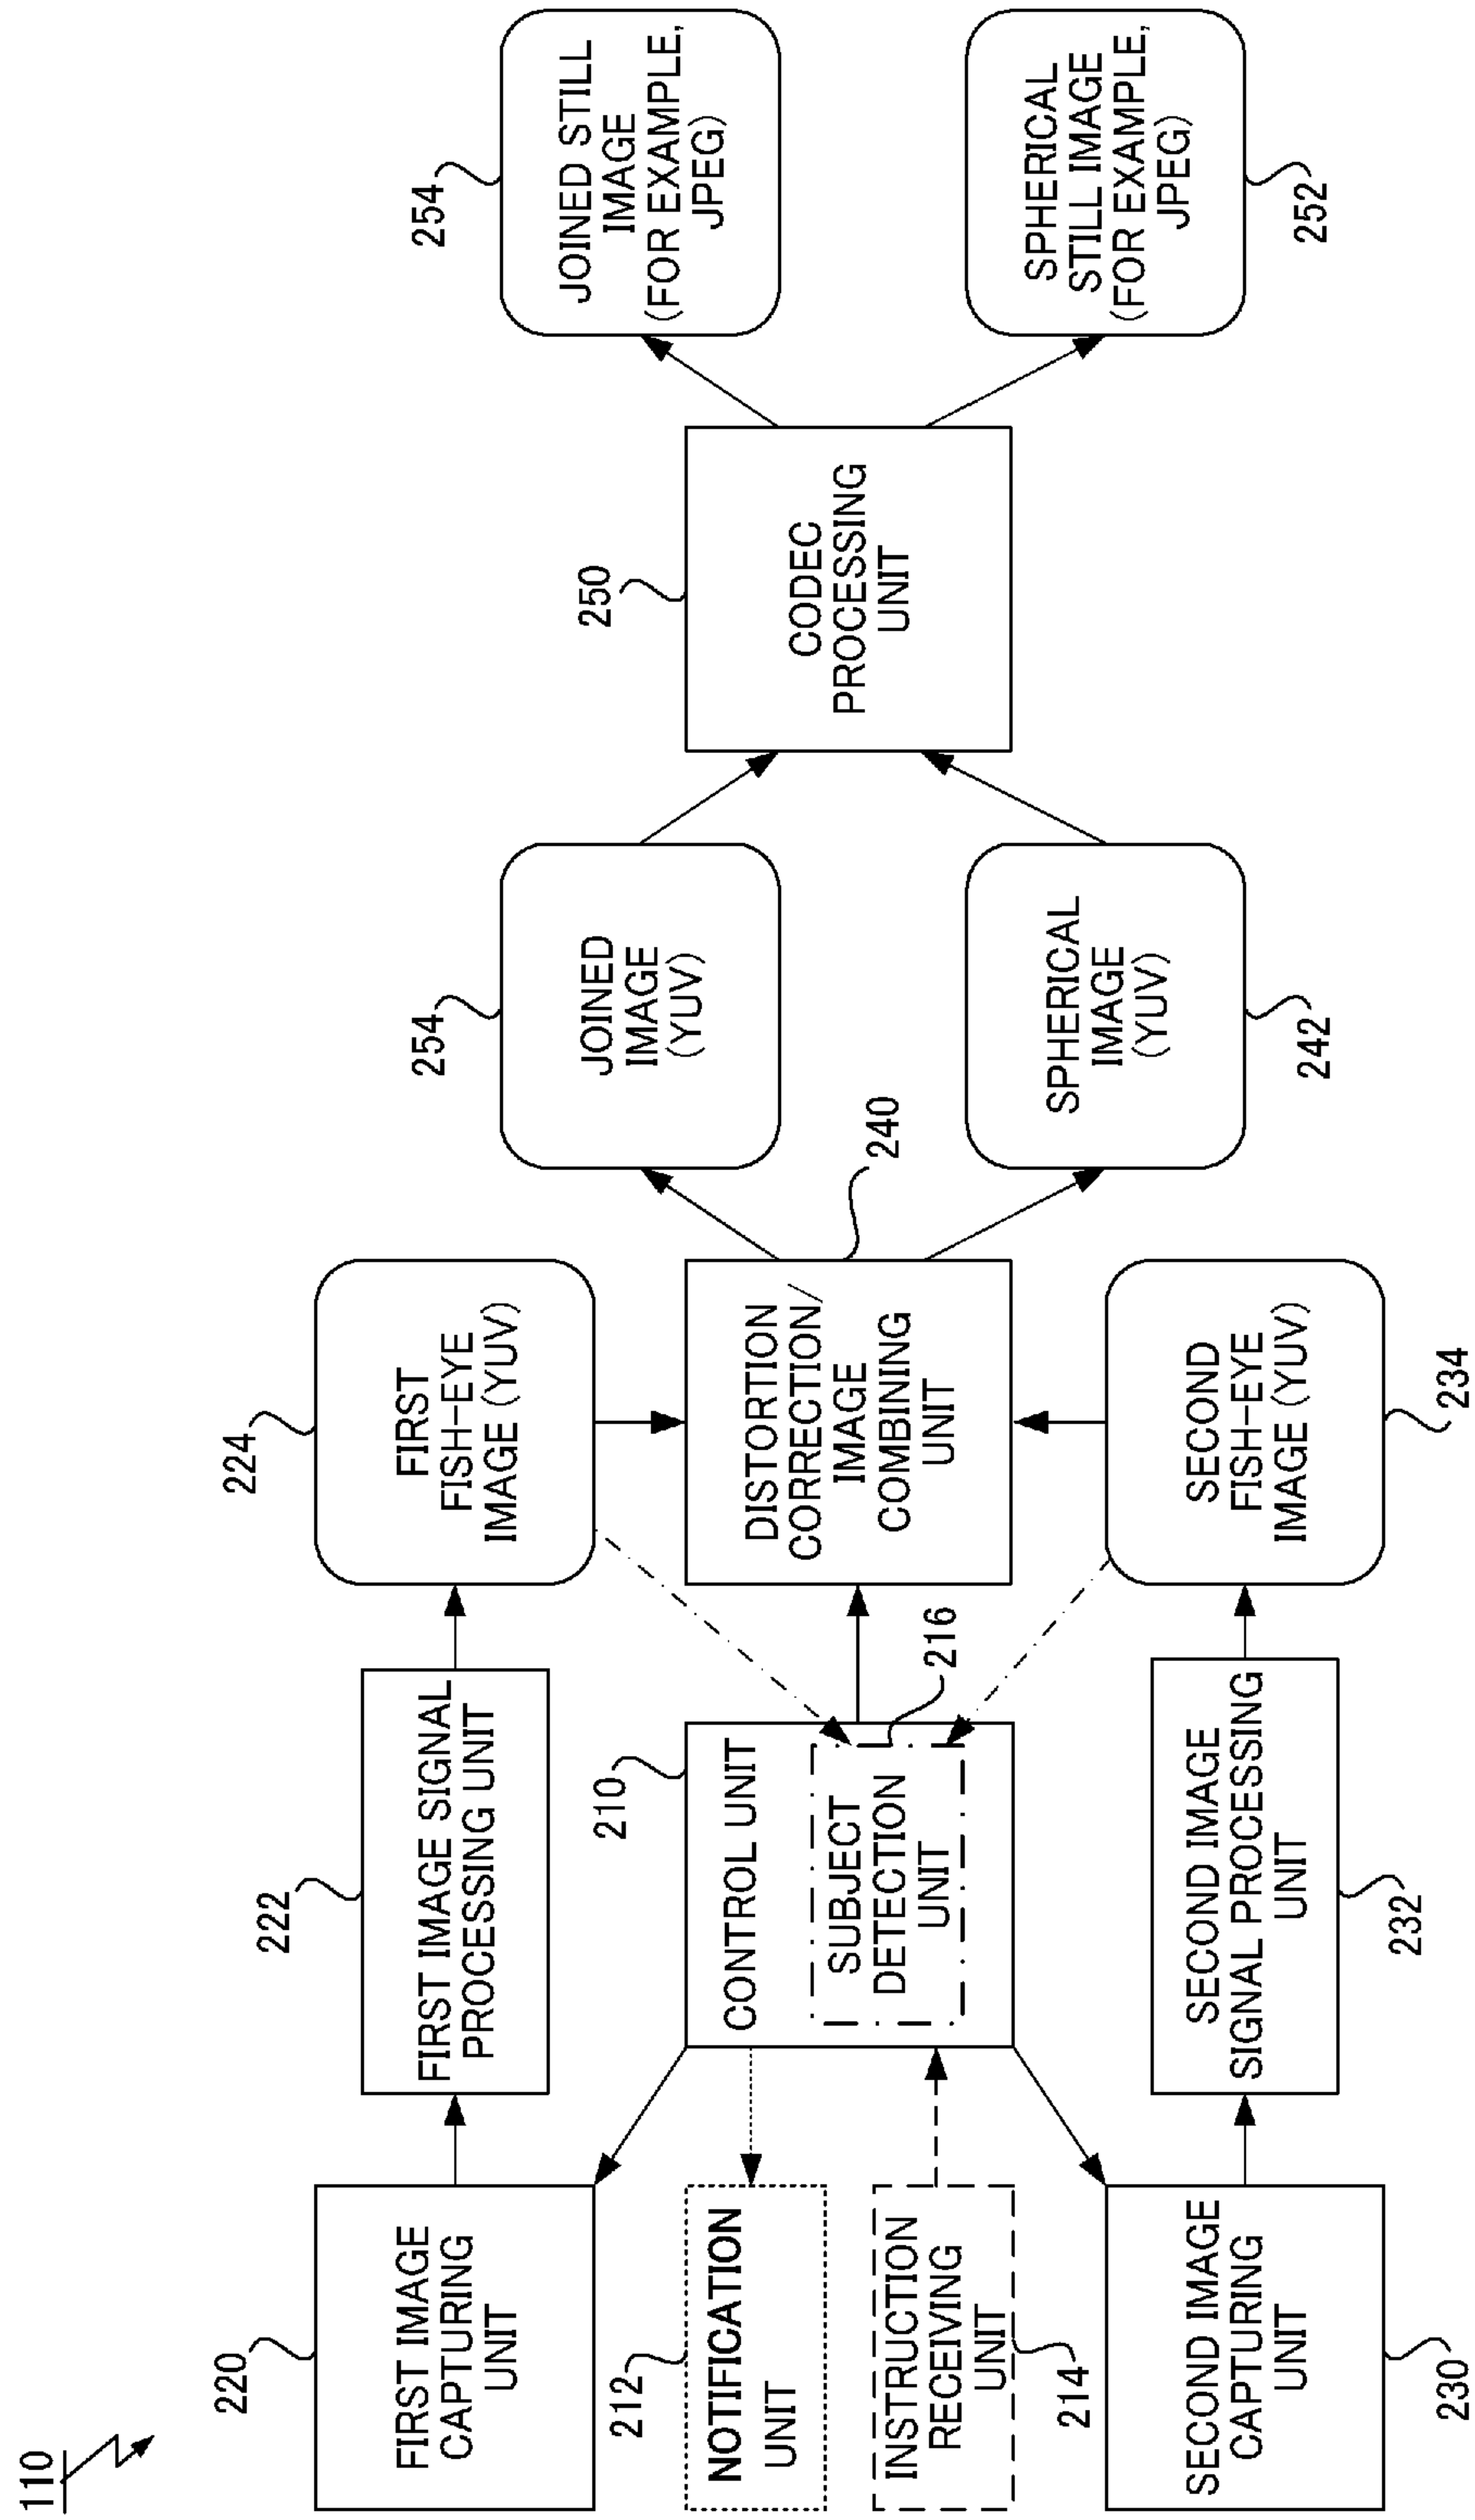 110
220
FIRST IMAGE
CAPTURING
UNIT
222
FIRST IMAGE SIGNAL
PROCESSING UNIT
224
FIRST
FISH-EYE
IMAGE (YUV)
212
NOTIFICATION
UNIT
INSTRUCTION
RECEIVING
UNIT
214
210
CONTROL UNIT
SUBJECT
DETECTION
UNIT
216
DISTORTION
CORRECTION/
IMAGE
COMBINING
UNIT
240
SECOND IMAGE
CAPTURING
UNIT
230
SECOND IMAGE
SIGNAL PROCESSING
UNIT
232
SECOND
FISH-EYE
IMAGE (YUV)
234
254
JOINED
IMAGE
(YUV)
SPHERICAL
IMAGE
(YUV)
242
250
CODEC
PROCESSING
UNIT
254
JOINED STILL
IMAGE
(FOR EXAMPLE,
JPEG)
SPHERICAL
STILL IMAGE
(FOR EXAMPLE,
JPEG)
252